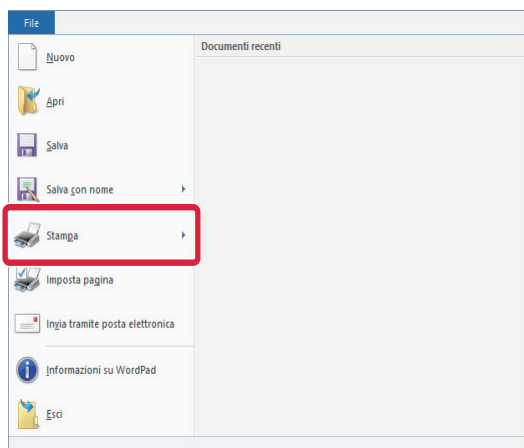 File
Documenti recenti
Nuovo
Apri
Salva
Salva con nome
Stampa
Imposta pagina
Invia tramite posta elettronica
Informazioni su WordPad
Esci